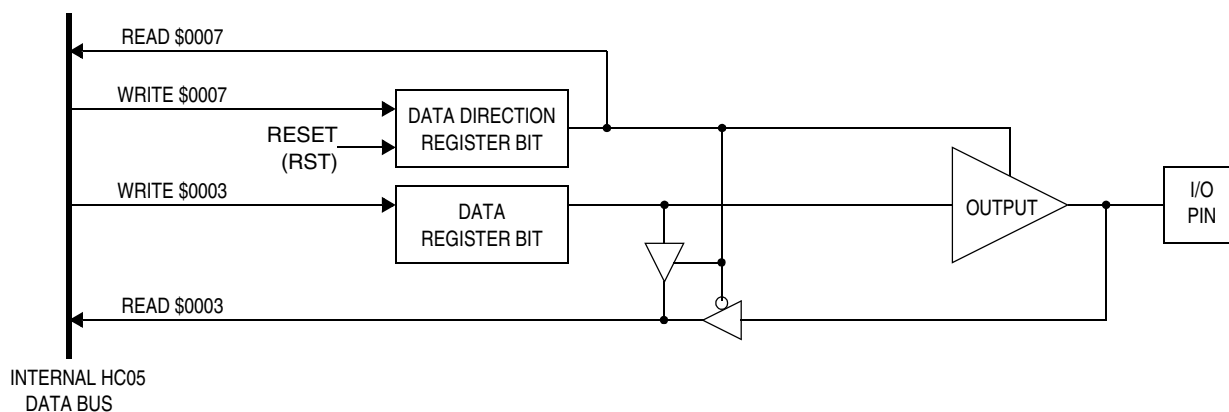 READ $0007
WRITE $0007
RESET
(RST)
DATA DIRECTION
REGISTER BIT
WRITE $0003
DATA
REGISTER BIT
OUTPUT
I/O
PIN
READ $0003
INTERNAL HC05
DATA BUS